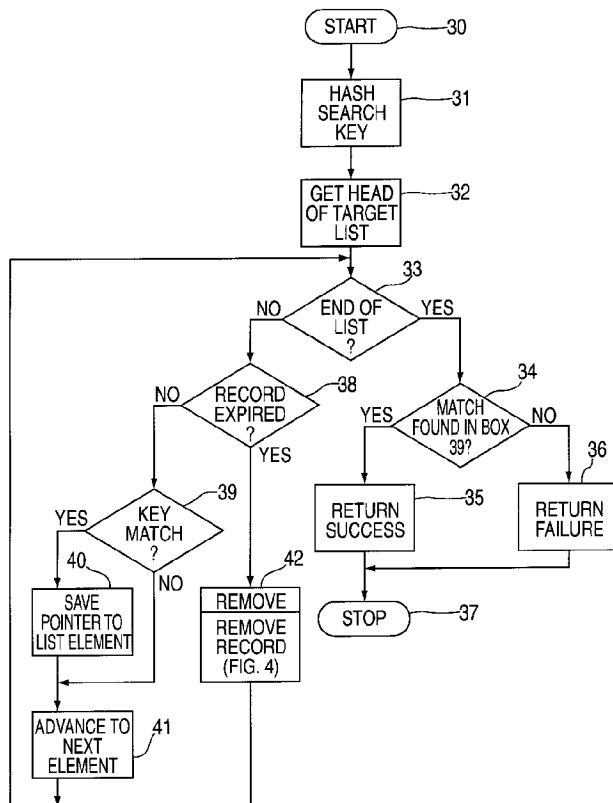 START
30
HASH
SEARCH
KEY
31
GET HEAD
OF TARGET
LIST
32
33
NO
END OF
LIST
?
YES
34
NO
RECORD
EXPIRED
?
38
YES
YES
MATCH
FOUND IN BOX
39?
NO
36
39
YES
KEY
MATCH
?
NO
RETURN
SUCCESS
35
RETURN
FAILURE
40
SAVE
POINTER TO
LIST ELEMENT
42
REMOVE
REMOVE
RECORD
(FIG. 4)
STOP
37
ADVANCE TO
NEXT
ELEMENT
41